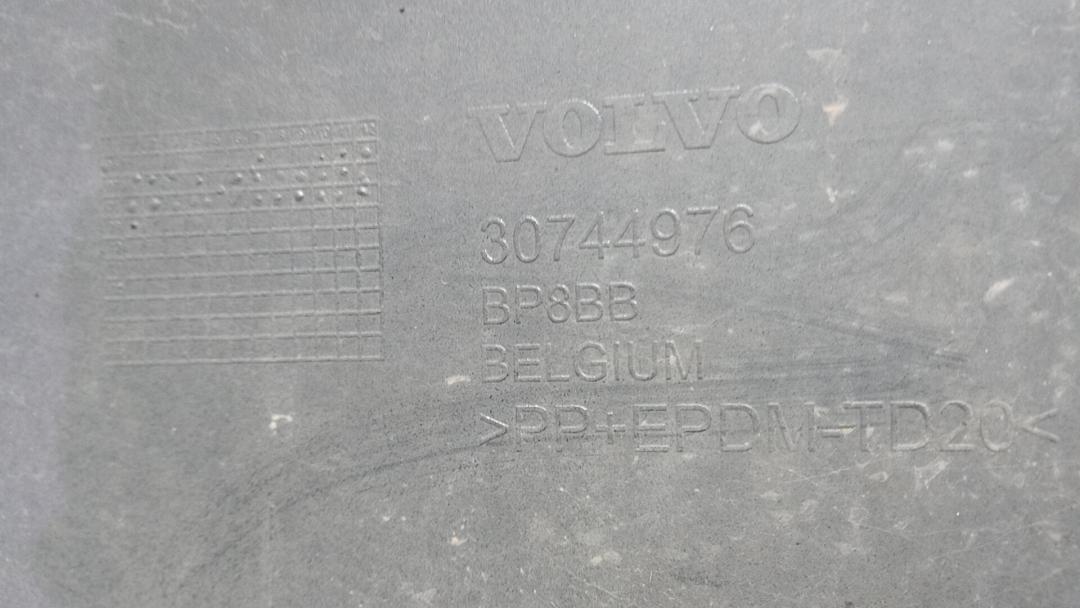 VOLVO
30744976
BP8BB
BELGIUM
>PP+EPDM-TD20<